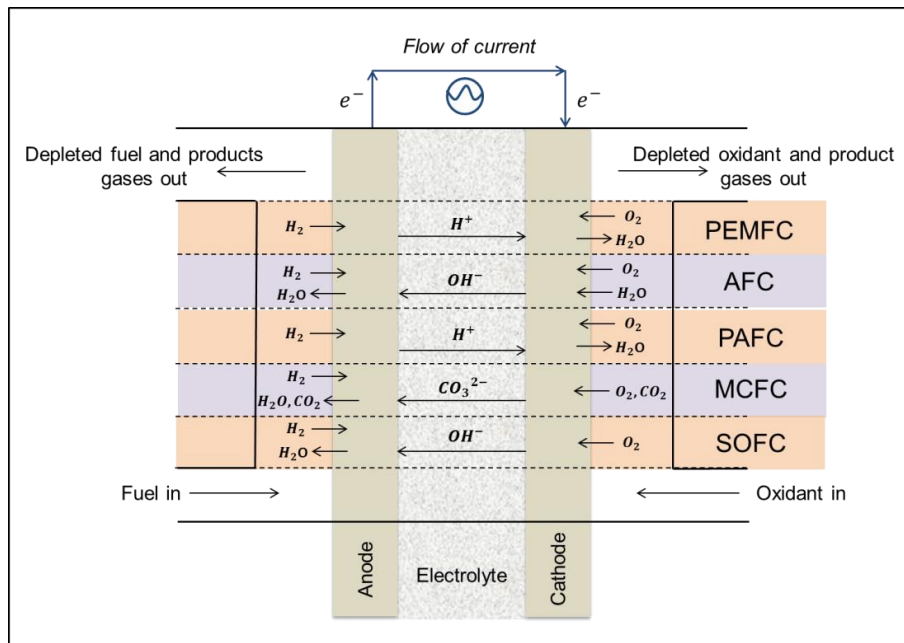 Flow of current
e⁻ e⁻
Depleted fuel and products
gases out
Depleted oxidant and product
gases out
H₂ H⁺ O₂ PEMFC
H₂O
H₂ OH⁻ O₂ AFC
H₂O H₂O
H₂ H⁺ O₂ PAFC
H₂O
H₂ CO₃²⁻ MCFC
H₂O, CO₂ O₂, CO₂
H₂ OH⁻ SOFC
H₂O O₂
Fuel in Oxidant in
Anode Electrolyte Cathode